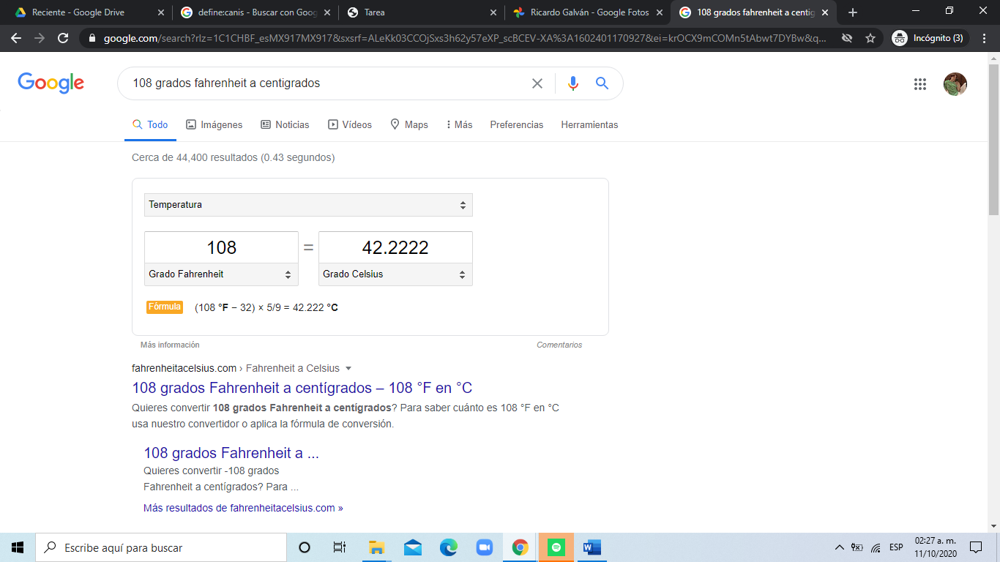 Reciente - Google Drive
define:canis - Buscar con Goog
Tarea
Ricardo Galván - Google Fotos
108 grados fahrenheit a centig
google.com/search?rlz=1C1CHBF_esMX917MX917&sxsrf=ALeKk03CCOjSxs3h62y57eXP_scBCEV-XA%3A1602401170927&ei=krOCX9mCOMn5tAbwt7DYBw&q...
Incógnito (3)
Google
108 grados fahrenheit a centigrados
Todo
Imágenes
Noticias
Vídeos
Maps
Más
Preferencias
Herramientas
Cerca de 44,400 resultados (0.43 segundos)
Temperatura
108 = 42.2222
Grado Fahrenheit
Grado Celsius
Fórmula (108 °F − 32) × 5/9 = 42.222 °C
Más información
Comentarios
fahrenheitacelsius.com › Fahrenheit a Celsius
108 grados Fahrenheit a centígrados – 108 °F en °C
Quieres convertir 108 grados Fahrenheit a centígrados? Para saber cuánto es 108 °F en °C
usa nuestro convertidor o aplica la fórmula de conversión.
108 grados Fahrenheit a ...
Quieres convertir -108 grados
Fahrenheit a centígrados? Para ...
Más resultados de fahrenheitacelsius.com »
Escribe aquí para buscar
ESP
02:27 a. m.
11/10/2020